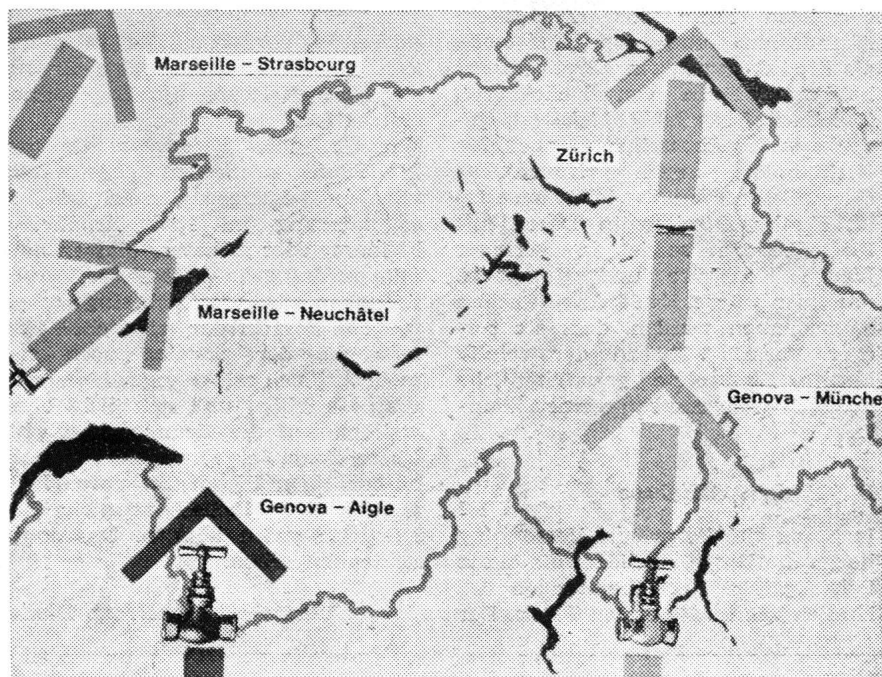 Marseille – Strasbourg
Zürich
Marseille – Neuchâtel
Genova – Münche
Genova – Aigle